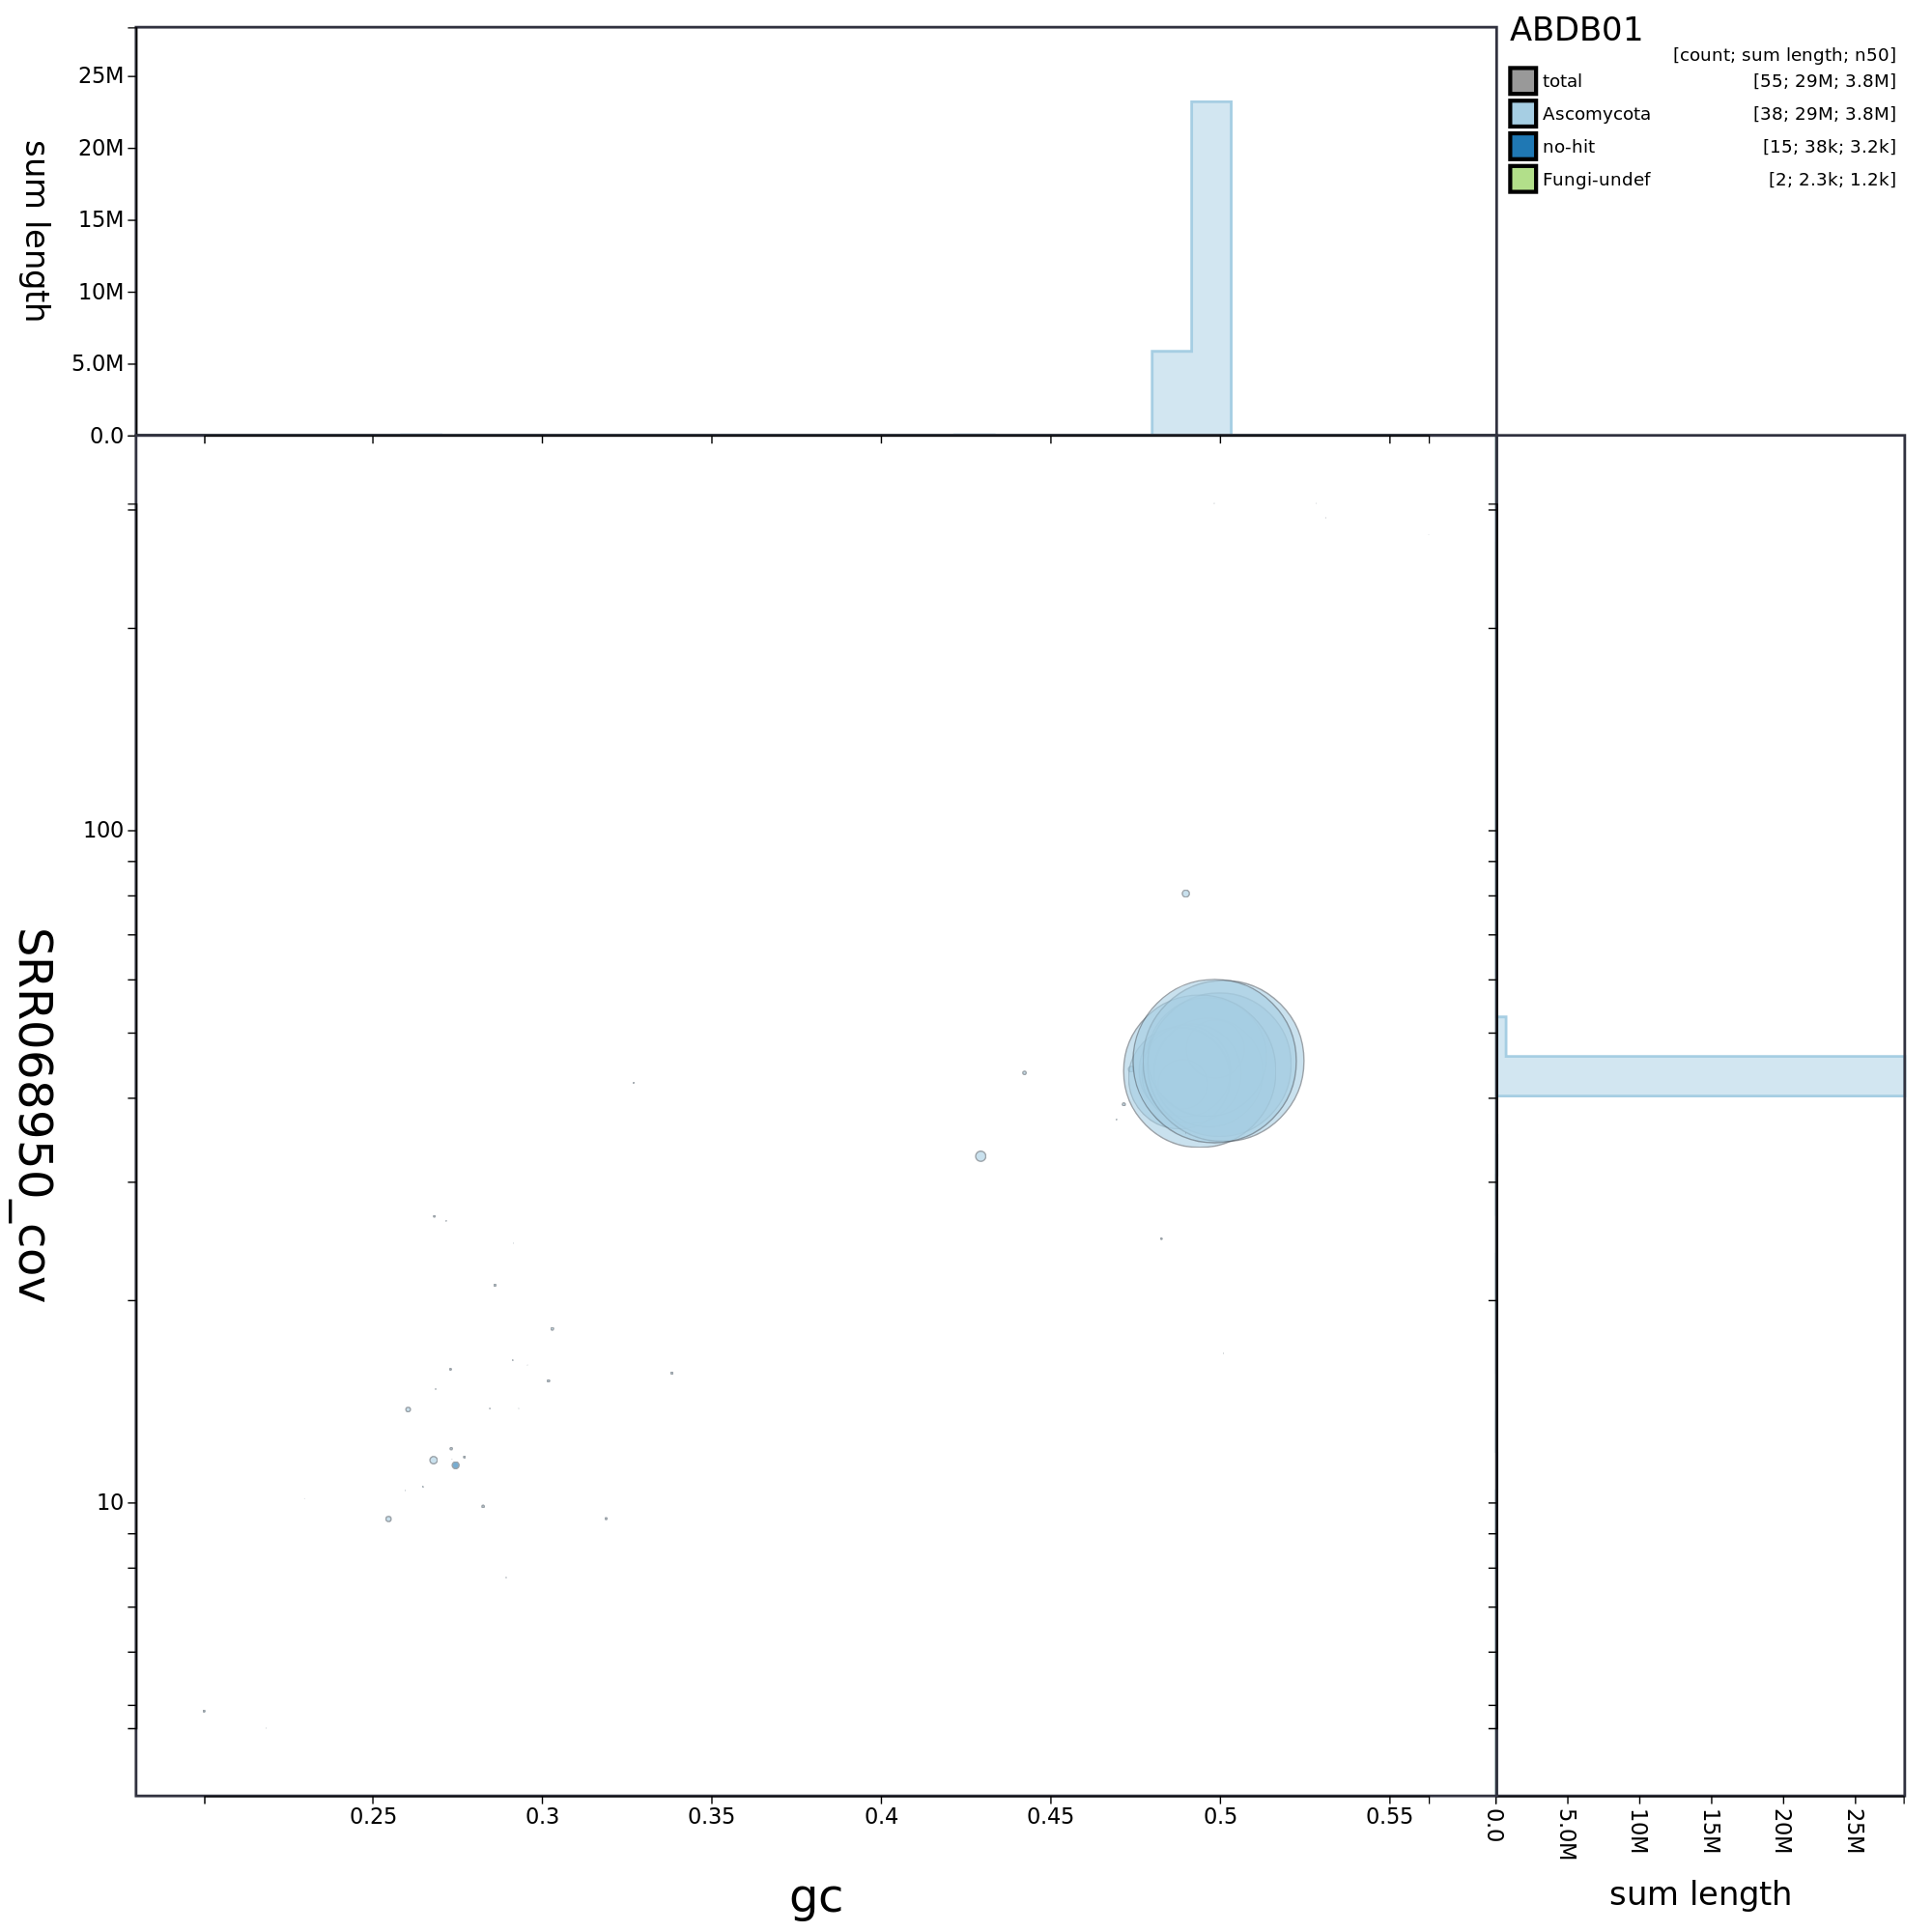 ABDB01
[count; sum length; n50]
total [55; 29M; 3.8M]
Ascomycota [38; 29M; 3.8M]
no-hit [15; 38k; 3.2k]
Fungi-undef [2; 2.3k; 1.2k]
sum length
25M
20M
15M
10M
5.0M
0.0
SRR068950_cov
100
10
0.25 0.3 0.35 0.4 0.45 0.5 0.55
gc
0.0 5.0M 10M 15M 20M 25M
sum length